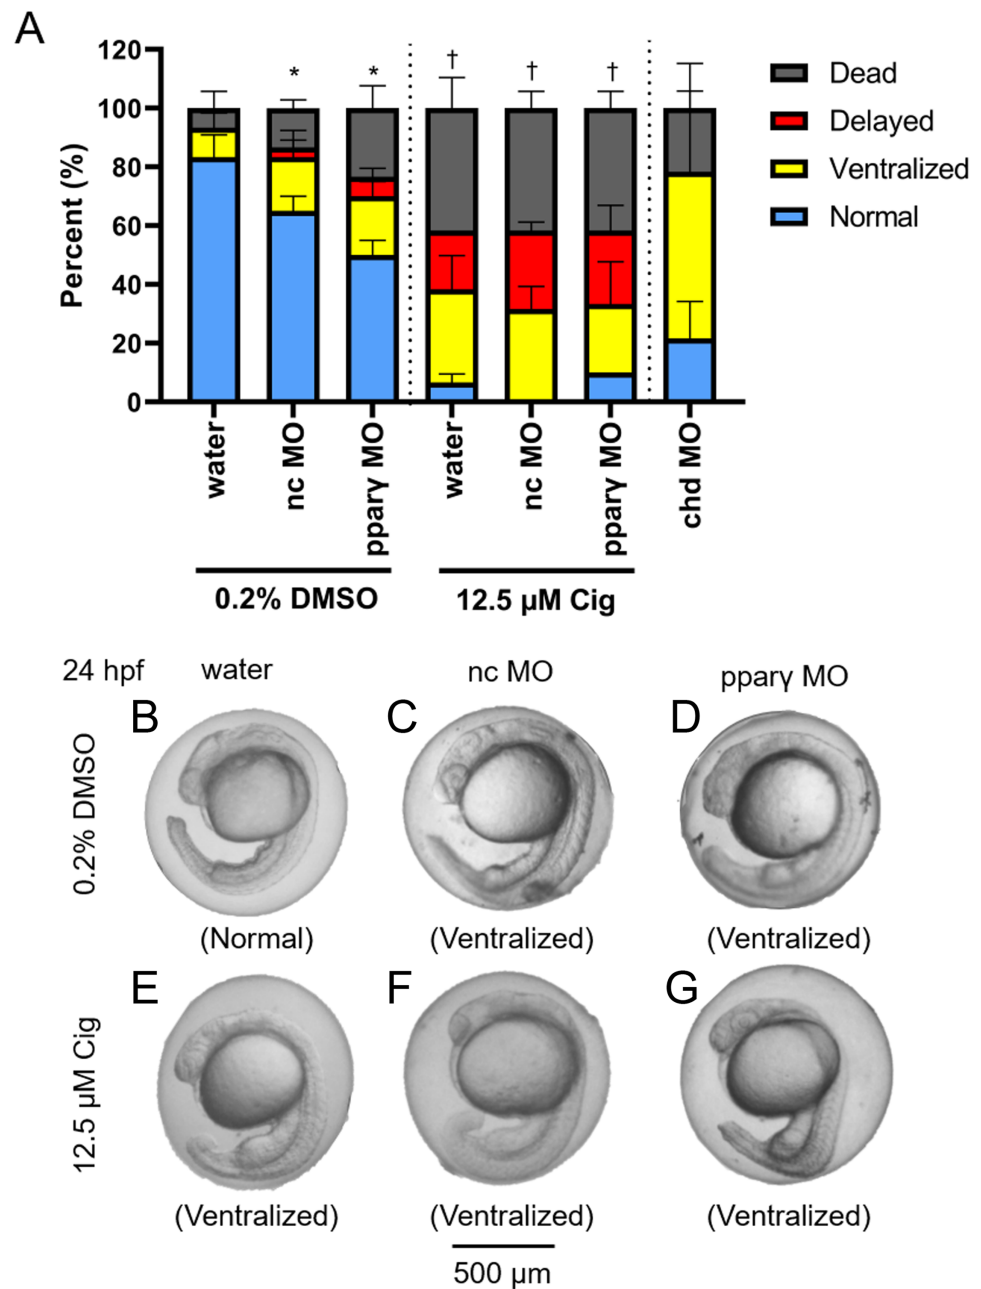 A
120
100
80
60
40
20
0
Percent (%)
* * † † †
Dead
Delayed
Ventralized
Normal
water
nc MO
pparγ MO
water
nc MO
pparγ MO
chd MO
0.2% DMSO
12.5 μM Cig
24 hpf water nc MO pparγ MO
B C D
0.2% DMSO
(Normal) (Ventralized) (Ventralized)
E F G
12.5 μM Cig
(Ventralized) (Ventralized) (Ventralized)
500 μm